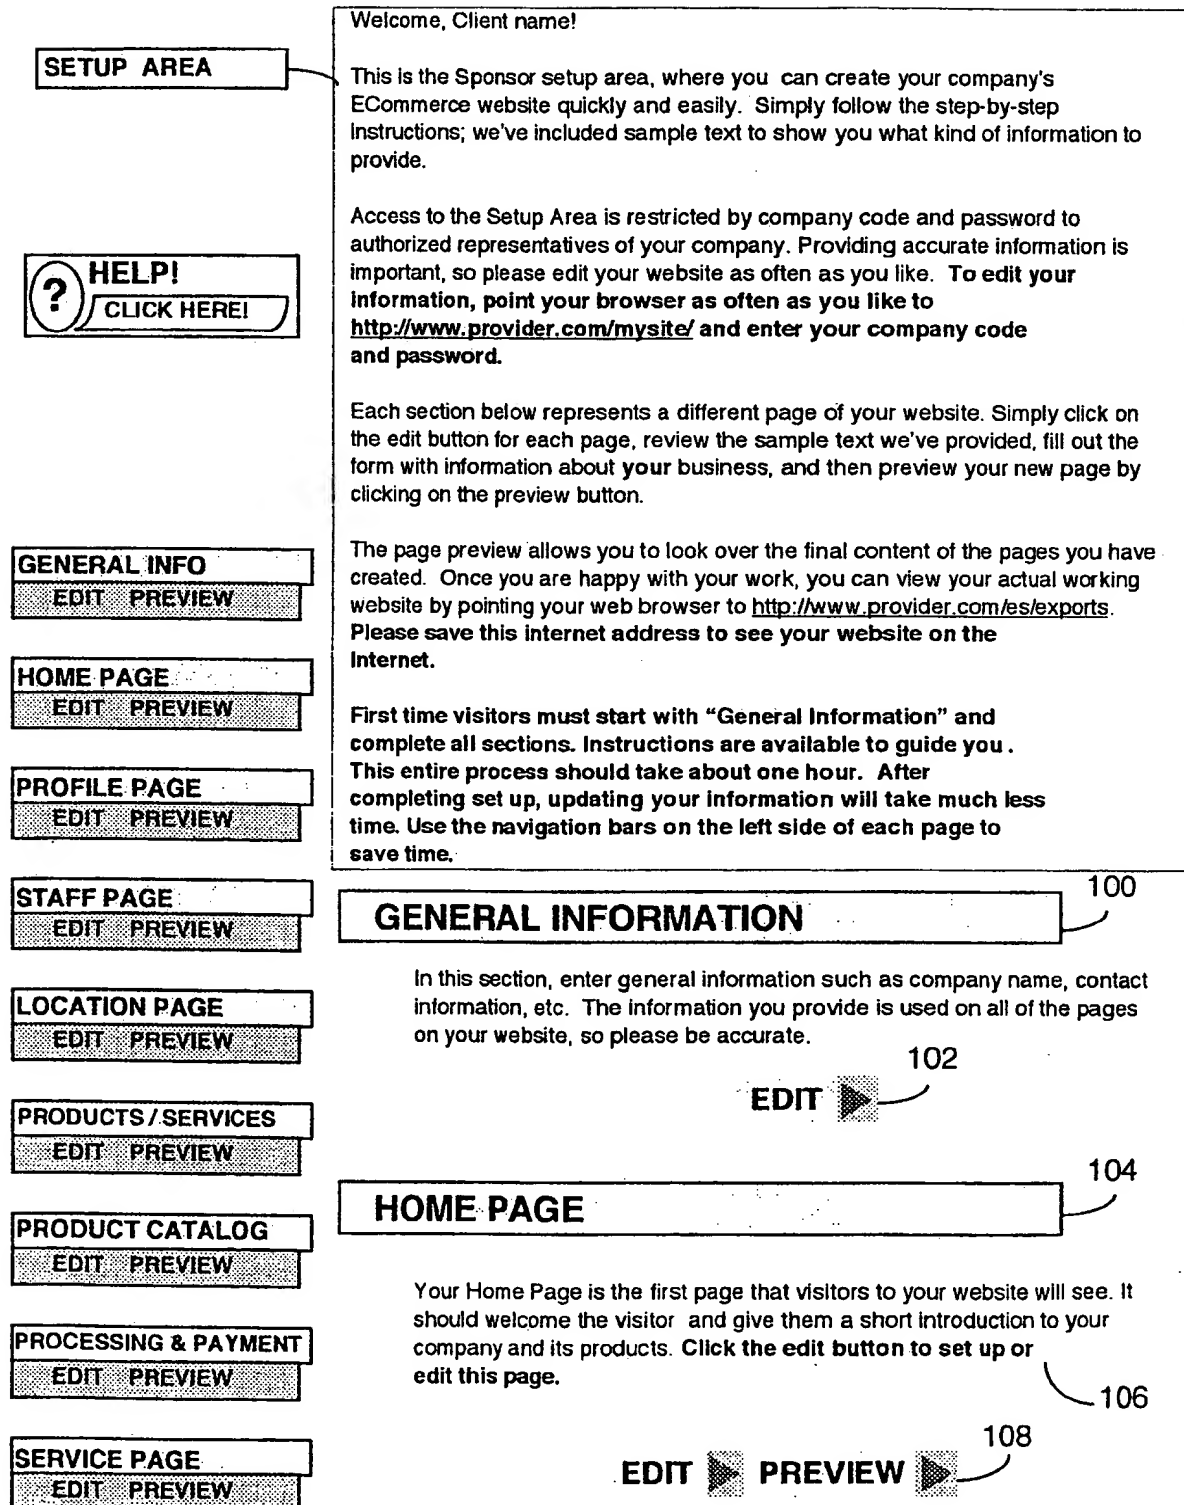 Welcome, Client name!
SETUP AREA
This is the Sponsor setup area, where you can create your company's
ECommerce website quickly and easily. Simply follow the step-by-step
Instructions; we've included sample text to show you what kind of information to
provide.
Access to the Setup Area is restricted by company code and password to
authorized representatives of your company. Providing accurate information is
important, so please edit your website as often as you like. To edit your
information, point your browser as often as you like to
http://www.provider.com/mysite/ and enter your company code
and password.
?
HELP!
CLICK HERE!
Each section below represents a different page of your website. Simply click on
the edit button for each page, review the sample text we've provided, fill out the
form with information about your business, and then preview your new page by
clicking on the preview button.
The page preview allows you to look over the final content of the pages you have
created. Once you are happy with your work, you can view your actual working
website by pointing your web browser to http://www.provider.com/es/exports.
Please save this internet address to see your website on the
Internet.
First time visitors must start with "General Information" and
complete all sections. Instructions are available to guide you .
This entire process should take about one hour. After
completing set up, updating your information will take much less
time. Use the navigation bars on the left side of each page to
save time.
GENERAL INFO
EDIT PREVIEW
HOME PAGE
EDIT PREVIEW
PROFILE PAGE
EDIT PREVIEW
STAFF PAGE
EDIT PREVIEW
LOCATION PAGE
EDIT PREVIEW
PRODUCTS / SERVICES
EDIT PREVIEW
PRODUCT CATALOG
EDIT PREVIEW
PROCESSING & PAYMENT
EDIT PREVIEW
SERVICE PAGE
EDIT PREVIEW
100
GENERAL INFORMATION
In this section, enter general information such as company name, contact
information, etc. The information you provide is used on all of the pages
on your website, so please be accurate.
102
EDIT
104
HOME PAGE
Your Home Page is the first page that visitors to your website will see. It
should welcome the visitor and give them a short introduction to your
company and its products. Click the edit button to set up or
edit this page.
106
108
EDIT PREVIEW